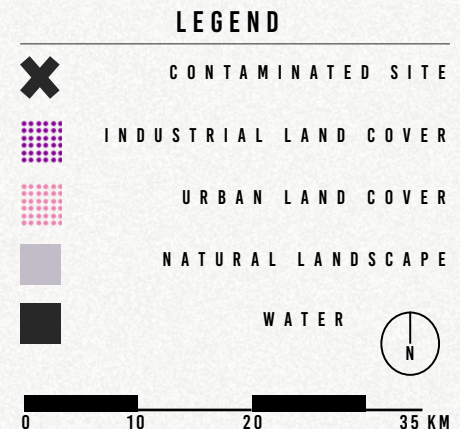 LEGEND
CONTAMINATED SITE
INDUSTRIAL LAND COVER
URBAN LAND COVER
NATURAL LANDSCAPE
WATER
N
0 10 20 35 KM